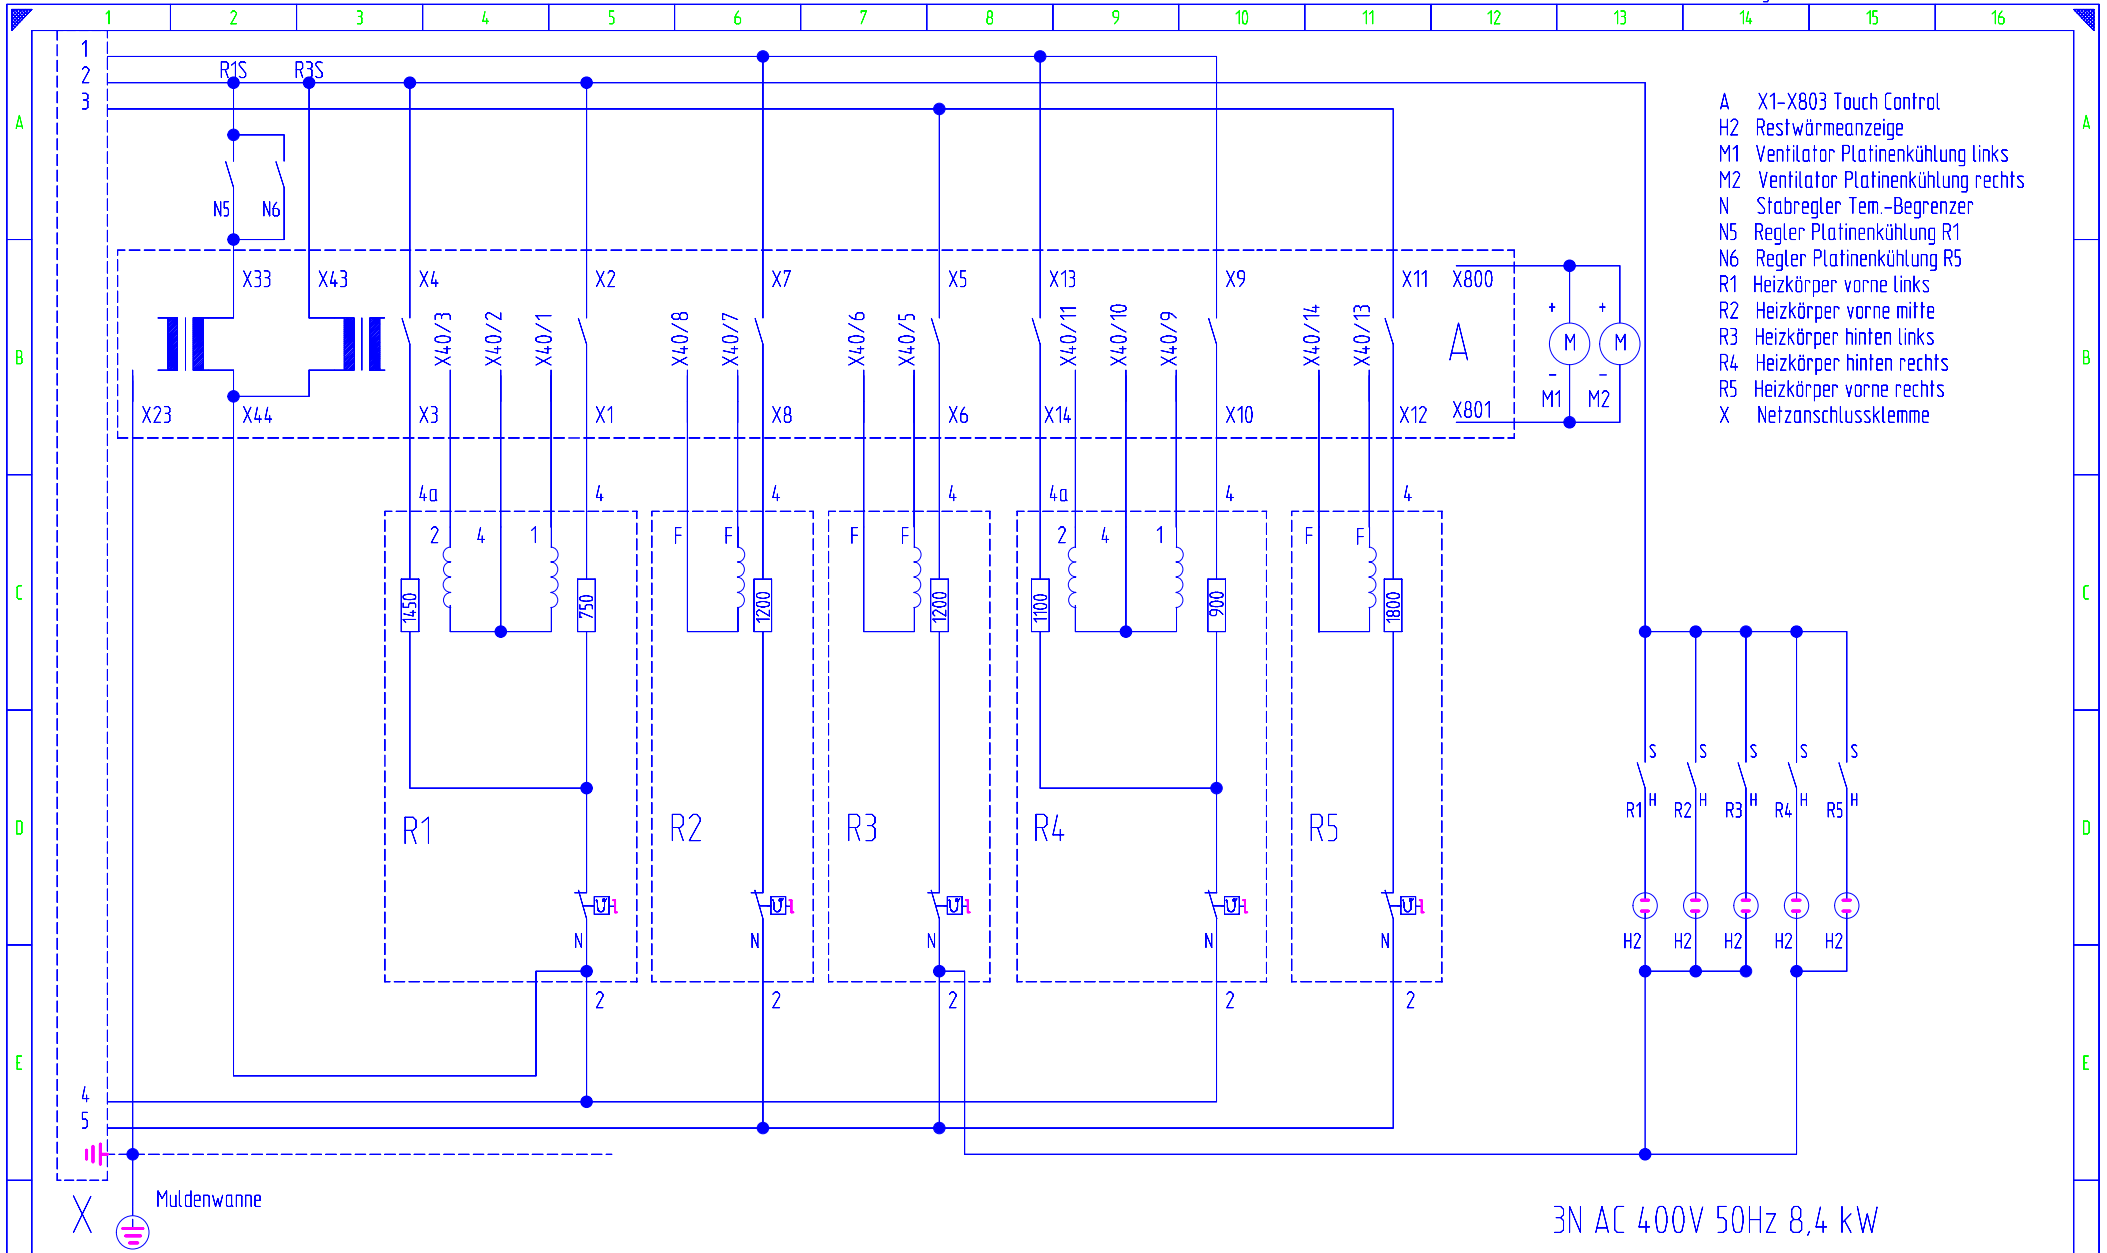 1 2 3 4 5 6 7 8 9 10 11 12 13 14 15 16
1
2
3
R1S R3S
A A
A X1-X803 Touch Control
H2 Restwärmeanzeige
M1 Ventilator Platinenkühlung links
M2 Ventilator Platinenkühlung rechts
N Stabregler Tem.-Begrenzer
N5 Regler Platinenkühlung R1
N6 Regler Platinenkühlung R5
R1 Heizkörper vorne links
R2 Heizkörper vorne mitte
R3 Heizkörper hinten links
R4 Heizkörper hinten rechts
R5 Heizkörper vorne rechts
X Netzanschlussklemme
N5 N6
X33 X43 X4 X2 X7 X5 X13 X9 X11 X800
X40/3 X40/2 X40/1 X40/8 X40/7 X40/6 X40/5 X40/11 X40/10 X40/9 X40/14 X40/13
A
+ +
M M
- -
M1 M2
B B
X23 X44 X3 X1 X8 X6 X14 X10 X12 X801
4a 4 4 4 4a 4 4
2 4 1 F F F F 2 4 1 F F
C C
1450 750 1200 1200 1100 900 1800
S S S S S
H H H H H
R1 R2 R3 R4 R5
D D
R1 R2 R3 R4 R5
U U U U U
N N N N N
H2 H2 H2 H2 H2
2 2 2 2 2
E E
4
5
X
Muldenwanne
3N AC 400V 50Hz 8,4 kW